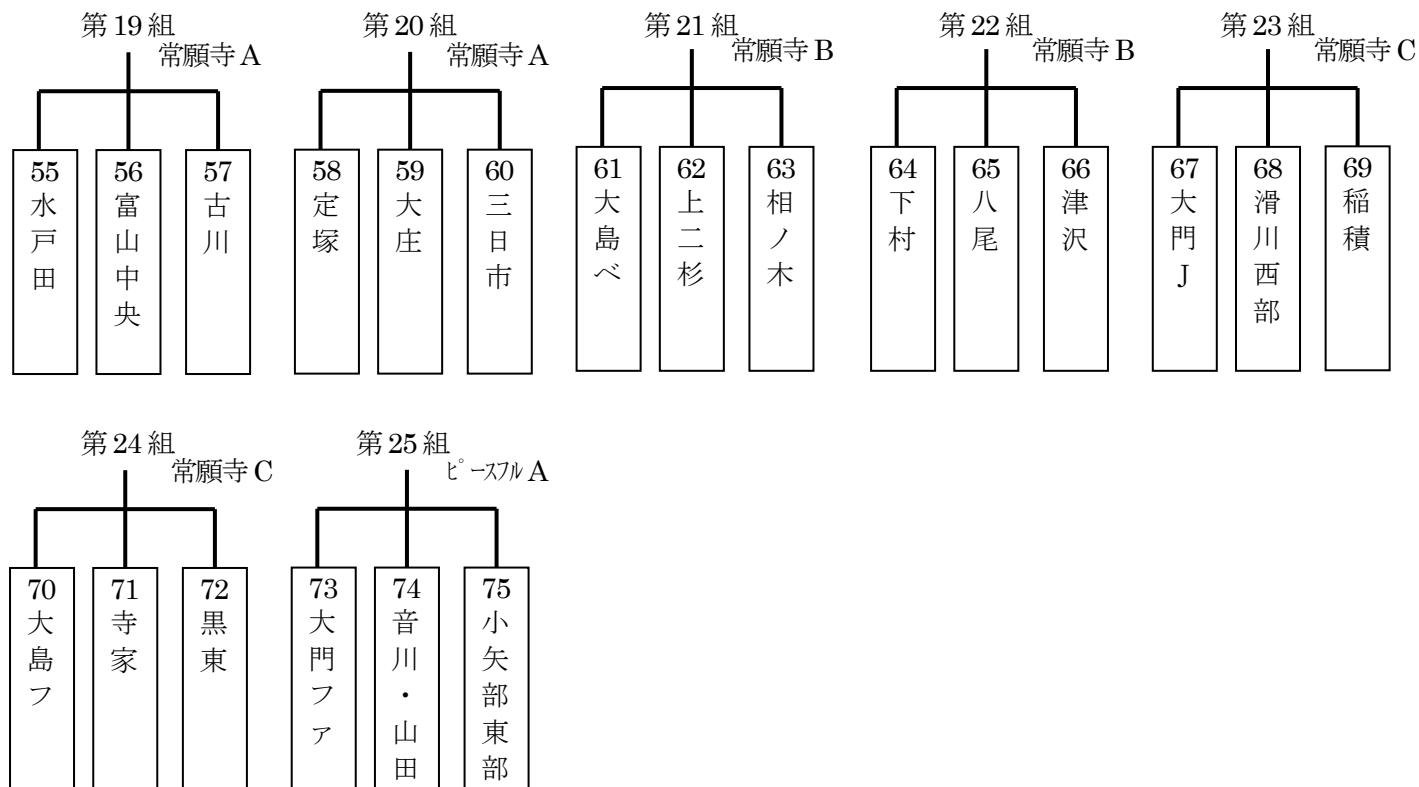 第19組
常願寺A
55 水戸田
56 富山中央
57 古川
第20組
常願寺A
58 定塚
59 大庄
60 三日市
第21組
常願寺B
61 大島べ
62 上二杉
63 相ノ木
第22組
常願寺B
64 下村
65 八尾
66 津沢
第23組
常願寺C
67 大門J
68 滑川西部
69 稲積
第24組
常願寺C
70 大島フ
71 寺家
72 黒東
第25組
ﾋﾟｰｽﾌﾙA
73 大門ファ
74 音川・山田
75 小矢部東部